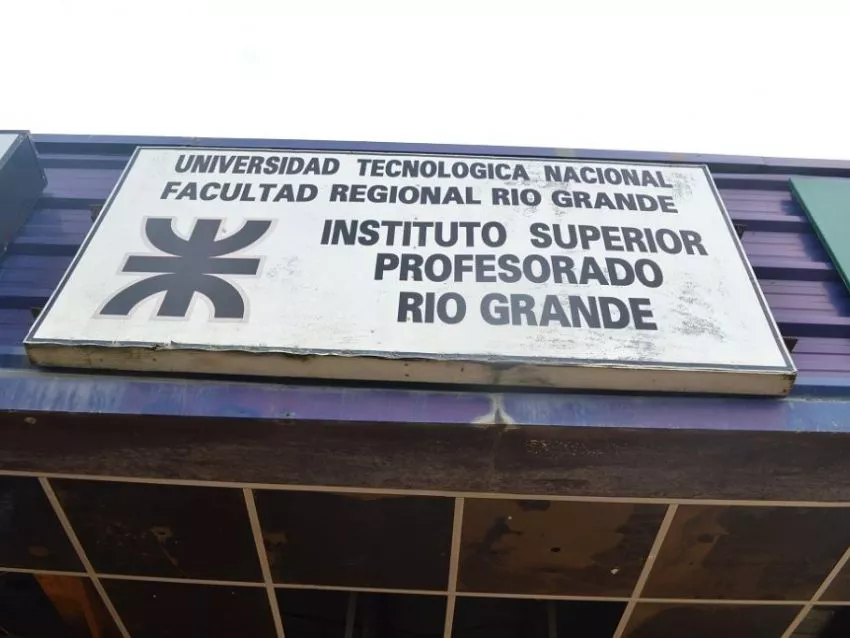 UNIVERSIDAD TECNOLOGICA NACIONAL
FACULTAD REGIONAL RIO GRANDE
INSTITUTO SUPERIOR
PROFESORADO
RIO GRANDE